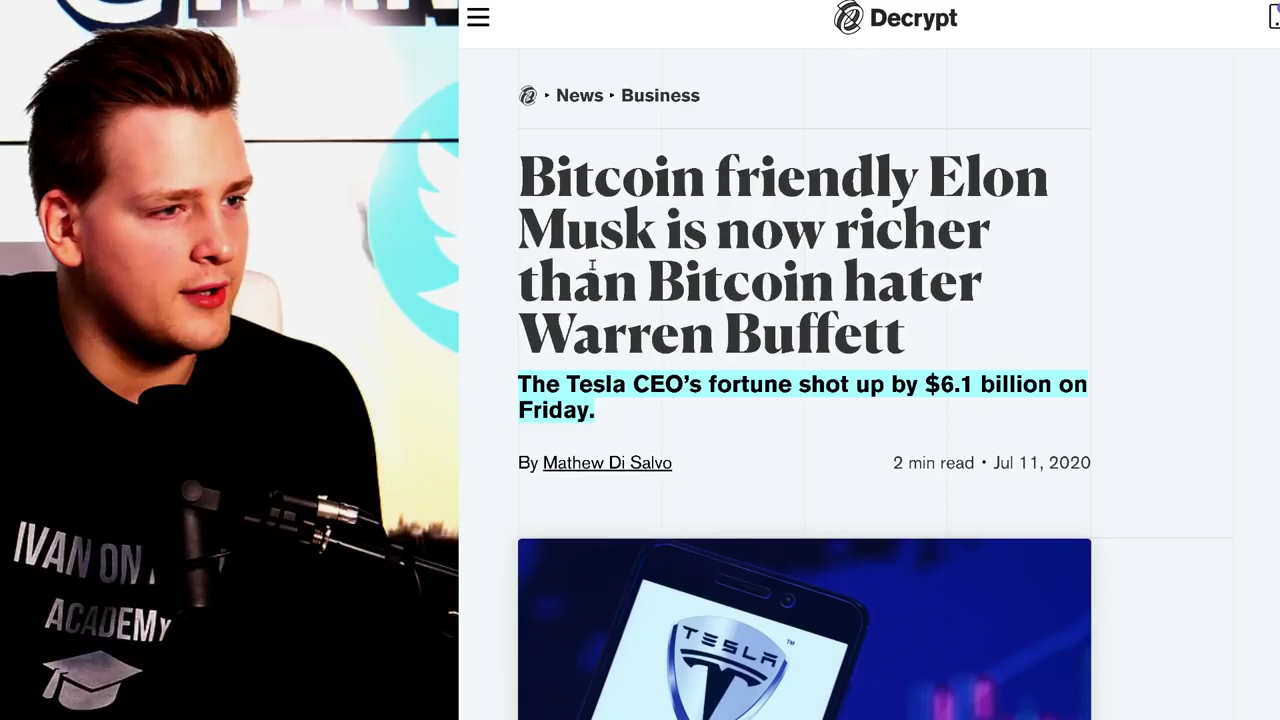 Decrypt
News ‣ Business
Bitcoin friendly Elon
Musk is now richer
than Bitcoin hater
Warren Buffett
The Tesla CEO’s fortune shot up by $6.1 billion on
Friday.
By Mathew Di Salvo
2 min read • Jul 11, 2020
TESLA
™
IVAN ON
ACADEMY